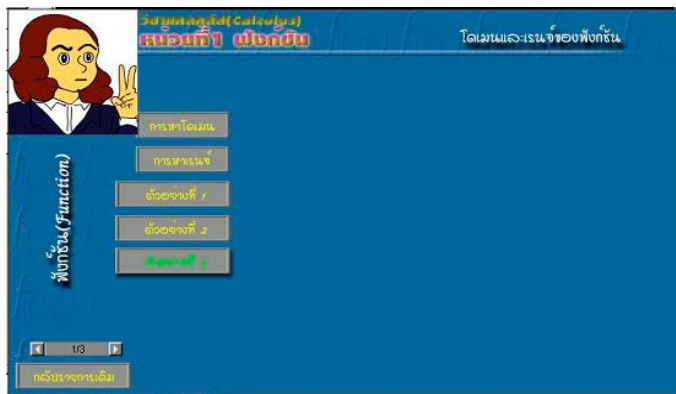 วิชาแคลคูลัส(Calculus)
หน่วยที่1 ฟังก์ชัน
โดเมนและเรนจ์ของฟังก์ชัน
การหาโดเมน
การหาเรนจ์
ตัวอย่างที่ 1
ตัวอย่างที่ 2
ฟังก์ชัน(Function)
1/3
กลับรายการเดิม